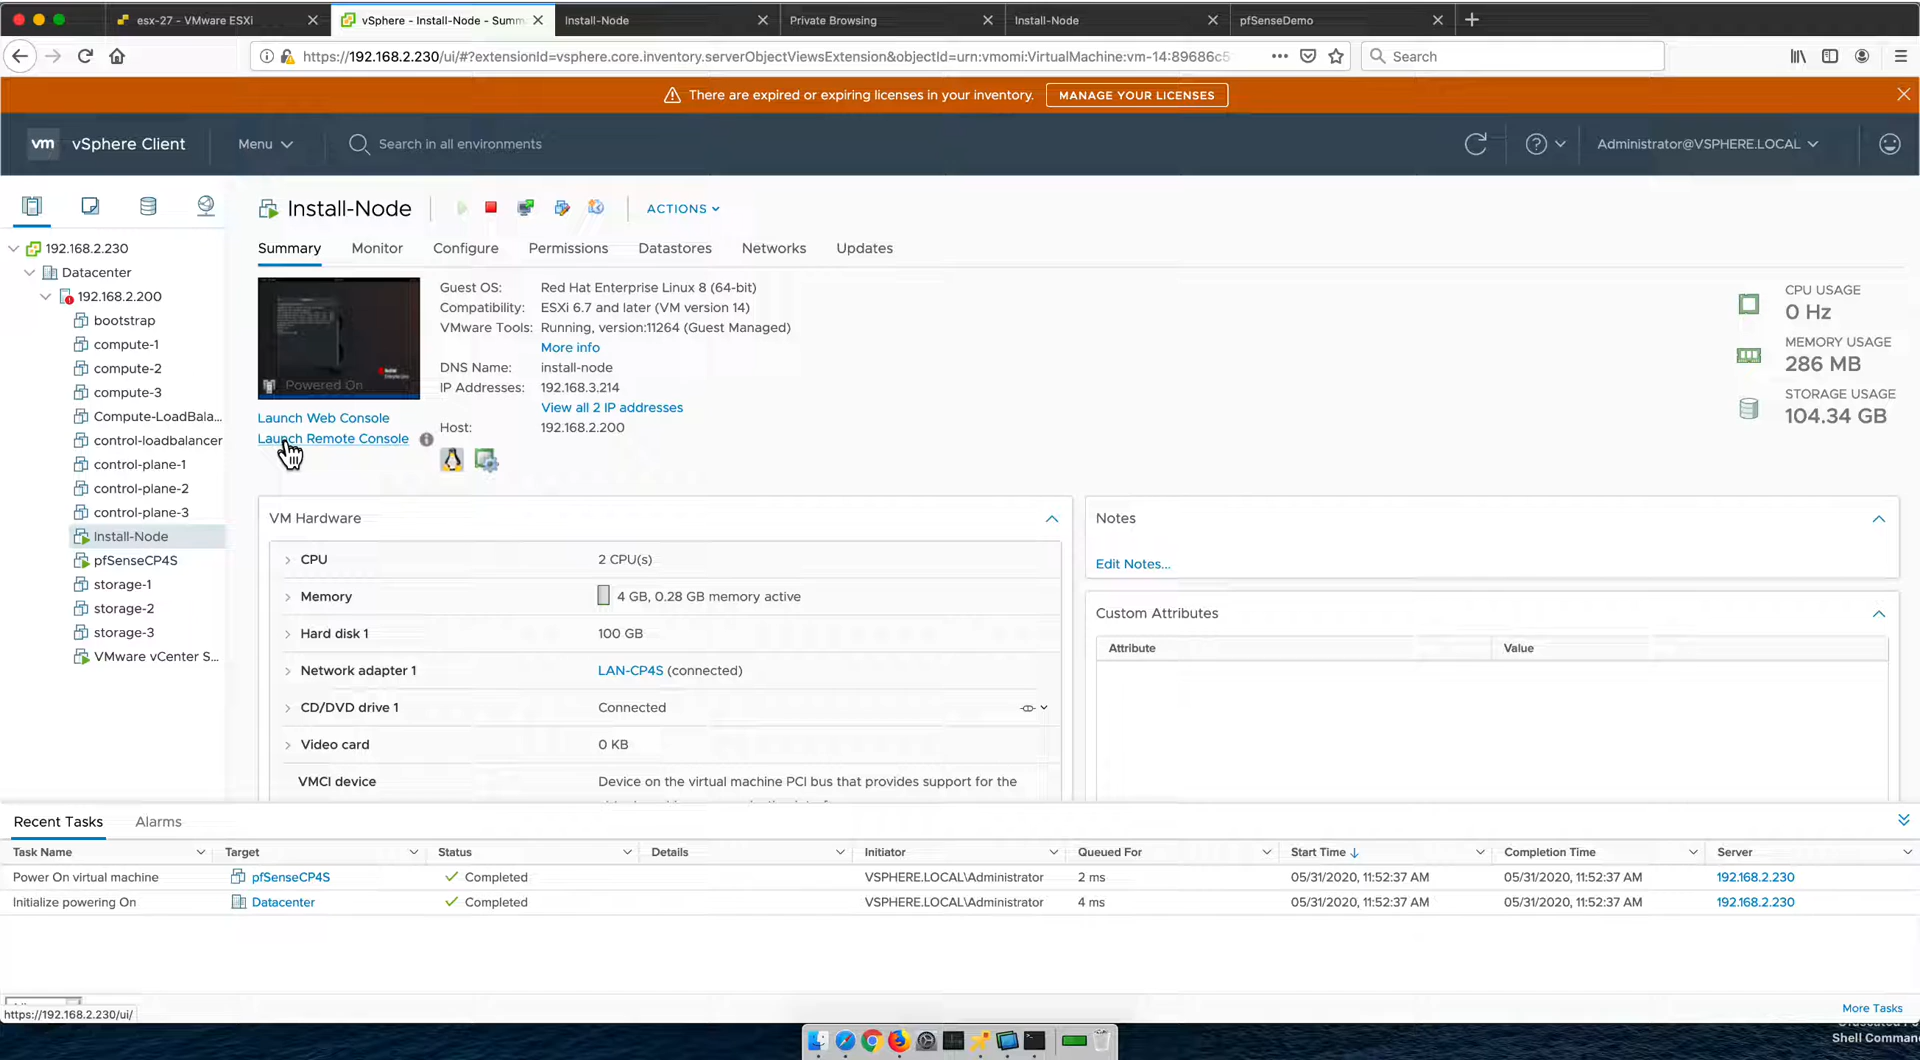 esx-27 - VMware ESXi
vSphere - Install-Node - Summ
Install-Node
Private Browsing
Install-Node
pfSenseDemo
https://192.168.2.230/ui/#?extensionId=vsphere.core.inventory.serverObjectViewsExtension&objectId=urn:vmomi:VirtualMachine:vm-14:89686c5
Search
There are expired or expiring licenses in your inventory.
MANAGE YOUR LICENSES
vm
vSphere Client
Menu
Search in all environments
Administrator@VSPHERE.LOCAL
192.168.2.230
Datacenter
192.168.2.200
bootstrap
compute-1
compute-2
compute-3
Compute-LoadBala...
control-loadbalancer
control-plane-1
control-plane-2
control-plane-3
Install-Node
pfSenseCP4S
storage-1
storage-2
storage-3
VMware vCenter S...
Install-Node
ACTIONS
Summary
Monitor
Configure
Permissions
Datastores
Networks
Updates
Powered On
Launch Web Console
Launch Remote Console
Guest OS: Red Hat Enterprise Linux 8 (64-bit)
Compatibility: ESXi 6.7 and later (VM version 14)
VMware Tools: Running, version:11264 (Guest Managed)
More info
DNS Name: install-node
IP Addresses: 192.168.3.214
View all 2 IP addresses
Host: 192.168.2.200
CPU USAGE
0 Hz
MEMORY USAGE
286 MB
STORAGE USAGE
104.34 GB
VM Hardware
CPU 2 CPU(s)
Memory 4 GB, 0.28 GB memory active
Hard disk 1 100 GB
Network adapter 1 LAN-CP4S (connected)
CD/DVD drive 1 Connected
Video card 0 KB
VMCI device Device on the virtual machine PCI bus that provides support for the
Notes
Edit Notes...
Custom Attributes
Attribute Value
Recent Tasks
Alarms
Task Name Target Status Details Initiator Queued For Start Time Completion Time Server
Power On virtual machine pfSenseCP4S Completed VSPHERE.LOCAL\Administrator 2 ms 05/31/2020, 11:52:37 AM 05/31/2020, 11:52:37 AM 192.168.2.230
Initialize powering On Datacenter Completed VSPHERE.LOCAL\Administrator 4 ms 05/31/2020, 11:52:37 AM 05/31/2020, 11:52:37 AM 192.168.2.230
https://192.168.2.230/ui/
More Tasks
Shell Comman